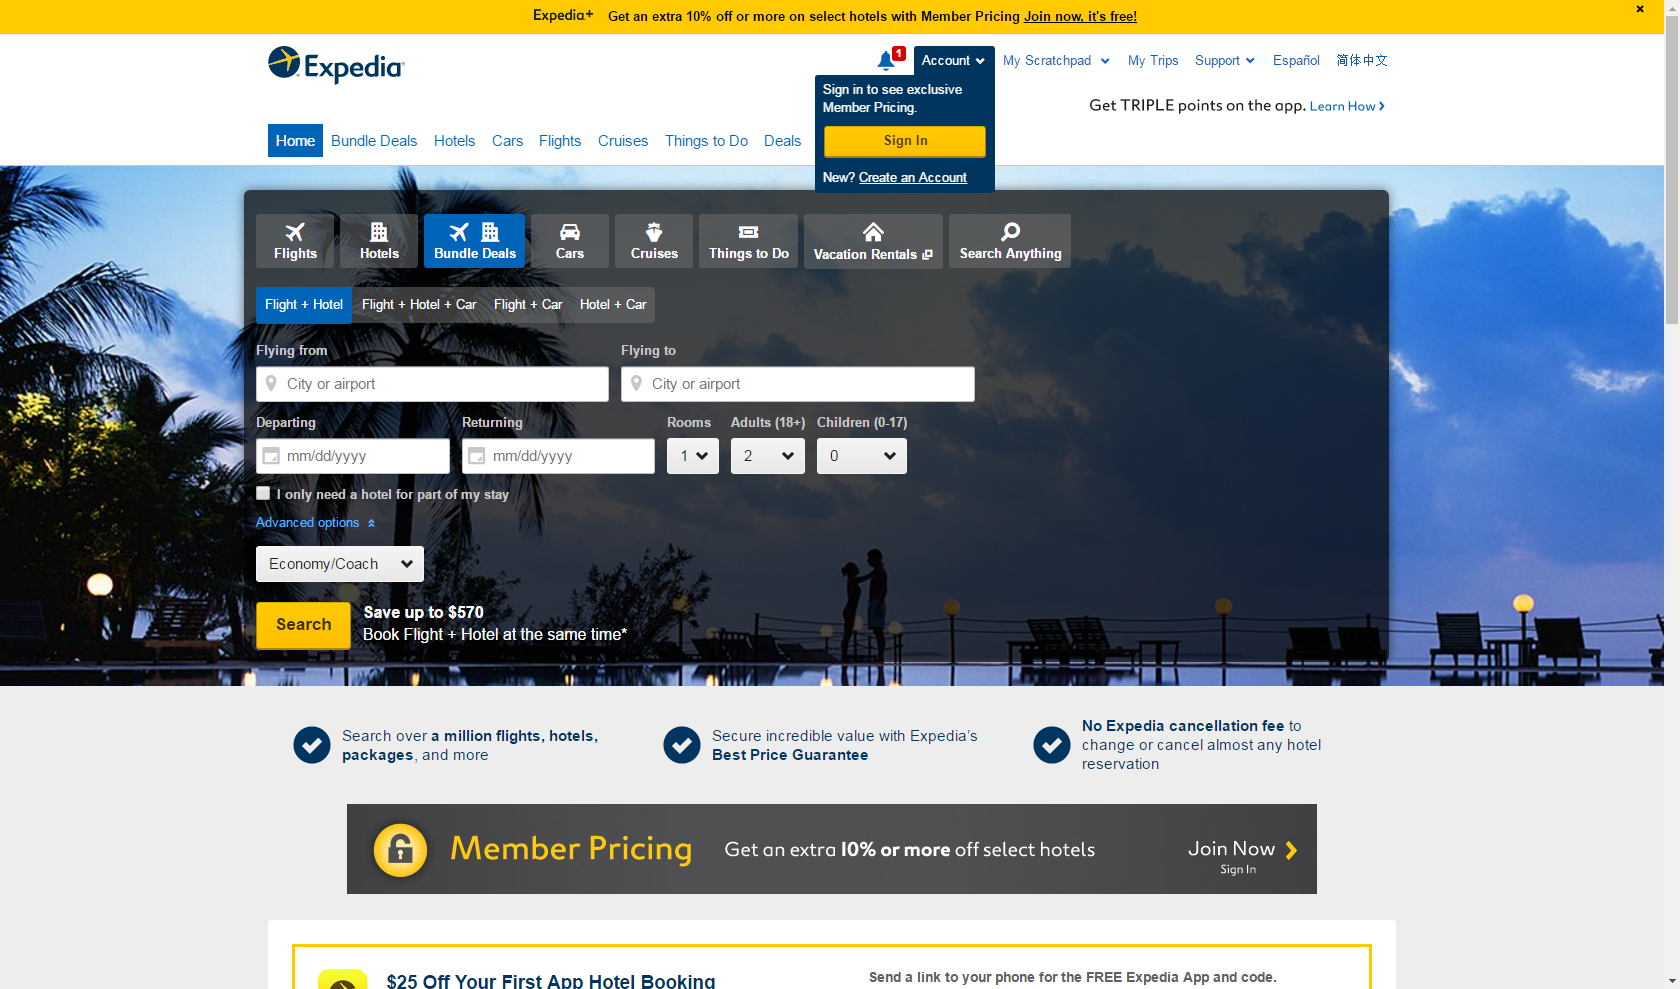 Expedia+ Get an extra 10% off or more on select hotels with Member Pricing Join now, it's free!
Expedia
1
Account
My Scratchpad
My Trips
Support
Español
简体中文
Sign in to see exclusive
Member Pricing.
Sign In
New? Create an Account
Get TRIPLE points on the app. Learn How
Home
Bundle Deals
Hotels
Cars
Flights
Cruises
Things to Do
Deals
Flights
Hotels
Bundle Deals
Cars
Cruises
Things to Do
Vacation Rentals
Search Anything
Flight + Hotel
Flight + Hotel + Car
Flight + Car
Hotel + Car
Flying from
Flying to
City or airport
City or airport
Departing
Returning
Rooms
Adults (18+)
Children (0-17)
mm/dd/yyyy
mm/dd/yyyy
1
2
0
I only need a hotel for part of my stay
Advanced options
Economy/Coach
Search
Save up to $570
Book Flight + Hotel at the same time*
Search over a million flights, hotels,
packages, and more
Secure incredible value with Expedia's
Best Price Guarantee
No Expedia cancellation fee to
change or cancel almost any hotel
reservation
Member Pricing
Get an extra 10% or more off select hotels
Join Now
Sign In
$25 Off Your First App Hotel Booking
Send a link to your phone for the FREE Expedia App and code.